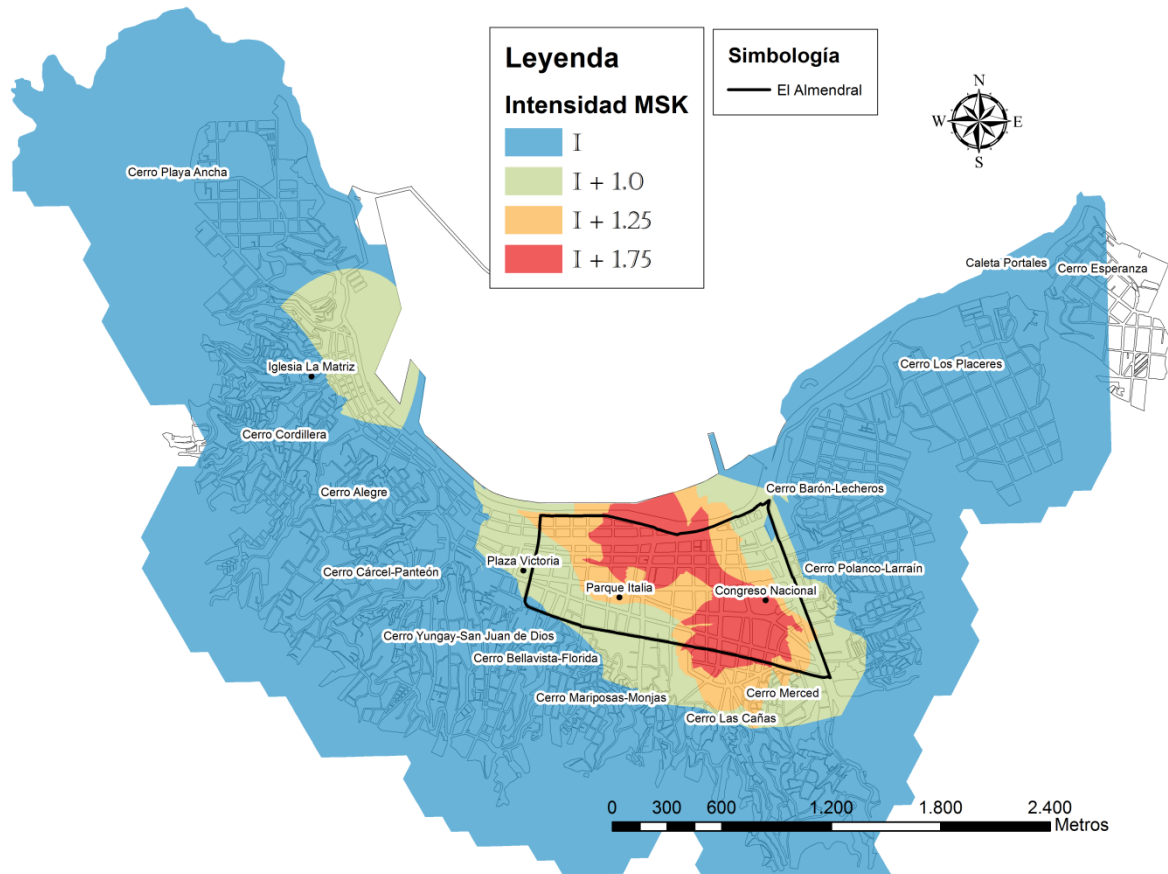 Leyenda
Intensidad MSK
I
I + 1.0
I + 1.25
I + 1.75
Simbología
El Almendral
N
W
E
S
Cerro Playa Ancha
Caleta Portales
Cerro Esperanza
Iglesia La Matriz
Cerro Los Placeres
Cerro Cordillera
Cerro Alegre
Cerro Barón-Lecheros
Plaza Victoria
Cerro Cárcel-Panteón
Parque Italia
Congreso Nacional
Cerro Polanco-Larraín
Cerro Yungay-San Juan de Dios
Cerro Bellavista-Florida
Cerro Mariposas-Monjas
Cerro Merced
Cerro Las Cañas
0 300 600 1.200 1.800 2.400
Metros